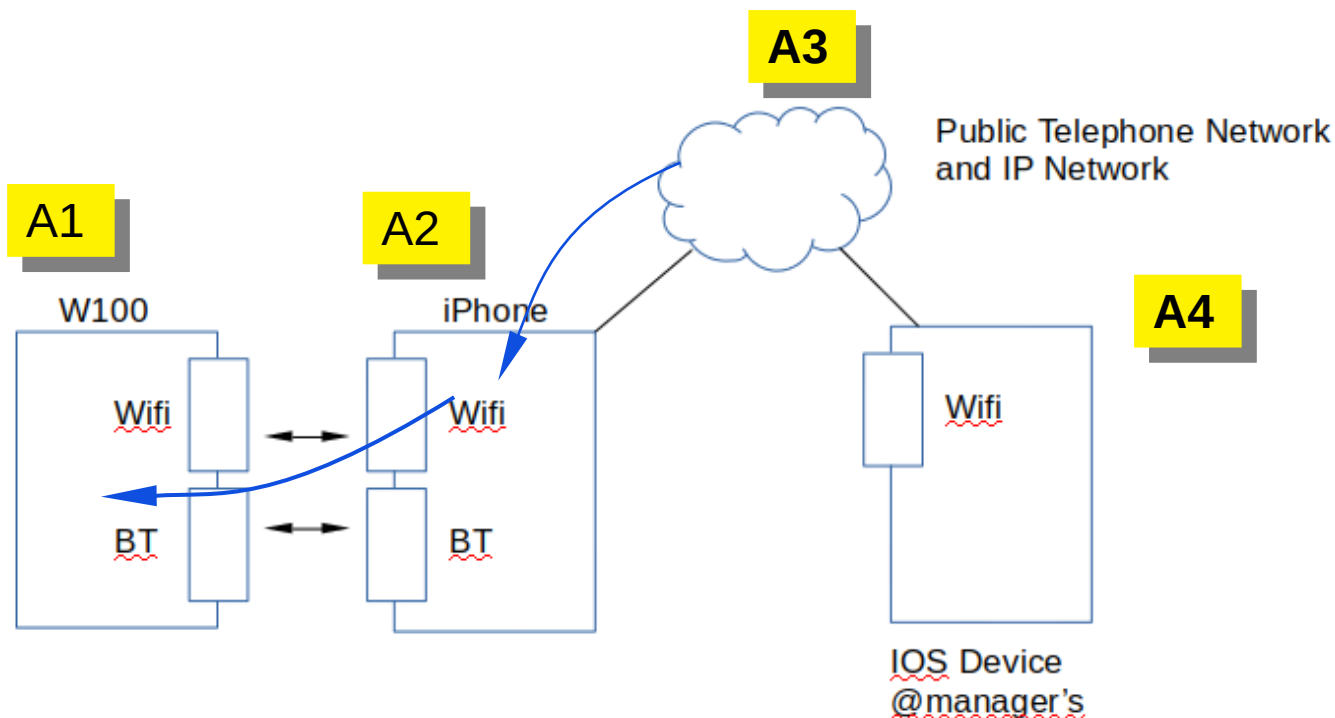 A3
Public Telephone Network
and IP Network
A1
A2
A4
W100
iPhone
Wifi
Wifi
Wifi
BT
BT
IOS Device
@manager's